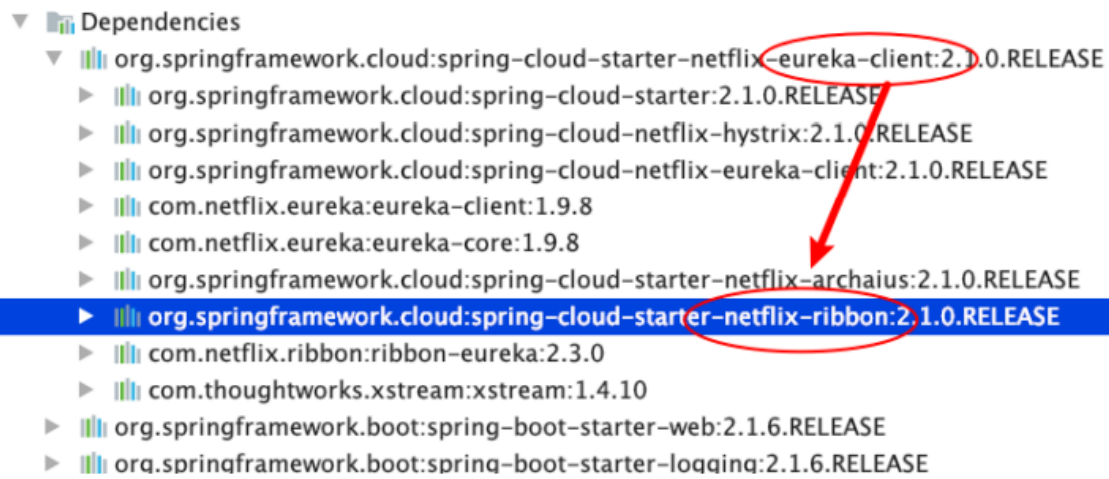 Dependencies
org.springframework.cloud:spring-cloud-starter-netflix-eureka-client:2.1.0.RELEASE
org.springframework.cloud:spring-cloud-starter:2.1.0.RELEASE
org.springframework.cloud:spring-cloud-netflix-hystrix:2.1.0.RELEASE
org.springframework.cloud:spring-cloud-netflix-eureka-client:2.1.0.RELEASE
com.netflix.eureka:eureka-client:1.9.8
com.netflix.eureka:eureka-core:1.9.8
org.springframework.cloud:spring-cloud-starter-netflix-archaius:2.1.0.RELEASE
org.springframework.cloud:spring-cloud-starter-netflix-ribbon:2.1.0.RELEASE
com.netflix.ribbon:ribbon-eureka:2.3.0
com.thoughtworks.xstream:xstream:1.4.10
org.springframework.boot:spring-boot-starter-web:2.1.6.RELEASE
org.springframework.boot:spring-boot-starter-logging:2.1.6.RELEASE